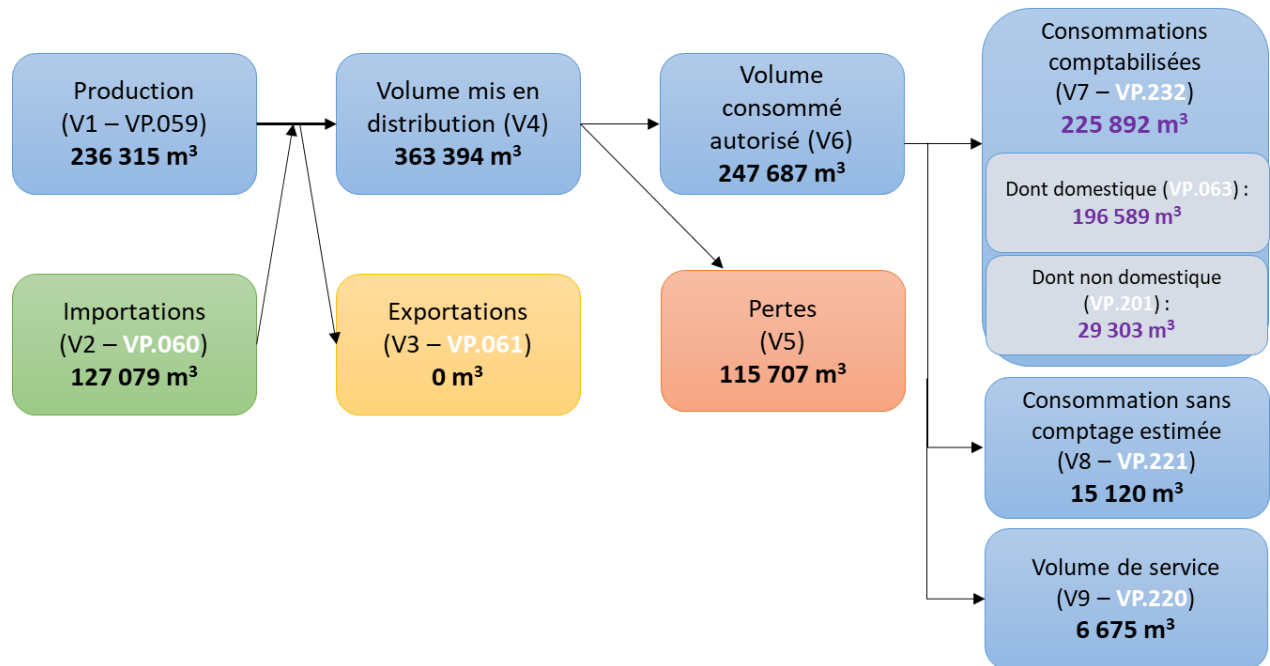 Production
(V1 – VP.059)
236 315 m³
Volume mis en
distribution (V4)
363 394 m³
Volume
consommé
autorisé (V6)
247 687 m³
Consommations
comptabilisées
(V7 – VP.232)
225 892 m³
Dont domestique (VP.063) :
196 589 m³
Dont non domestique
(VP.201) :
29 303 m³
Importations
(V2 – VP.060)
127 079 m³
Exportations
(V3 – VP.061)
0 m³
Pertes
(V5)
115 707 m³
Consommation sans
comptage estimée
(V8 – VP.221)
15 120 m³
Volume de service
(V9 – VP.220)
6 675 m³